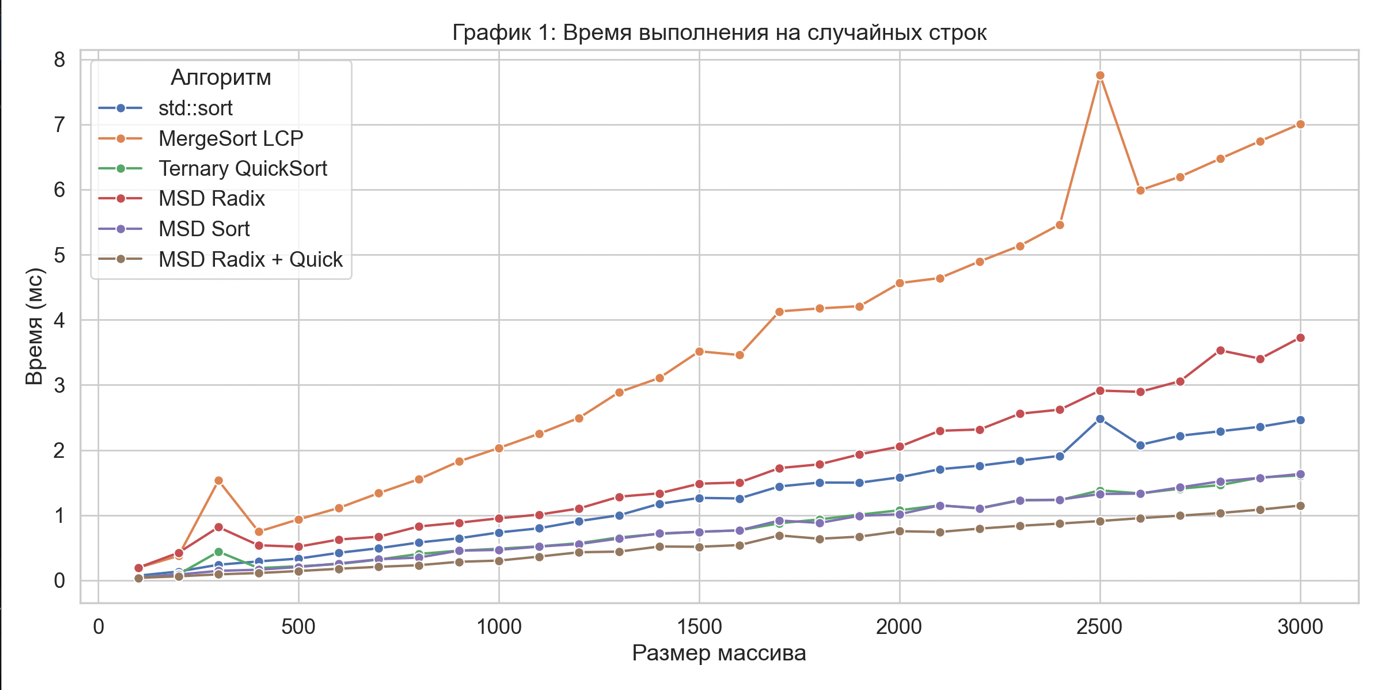 График 1: Время выполнения на случайных строк
Алгоритм
std::sort
MergeSort LCP
Ternary QuickSort
MSD Radix
MSD Sort
MSD Radix + Quick
Время (мс)
8
7
6
5
4
3
2
1
0
0 500 1000 1500 2000 2500 3000
Размер массива